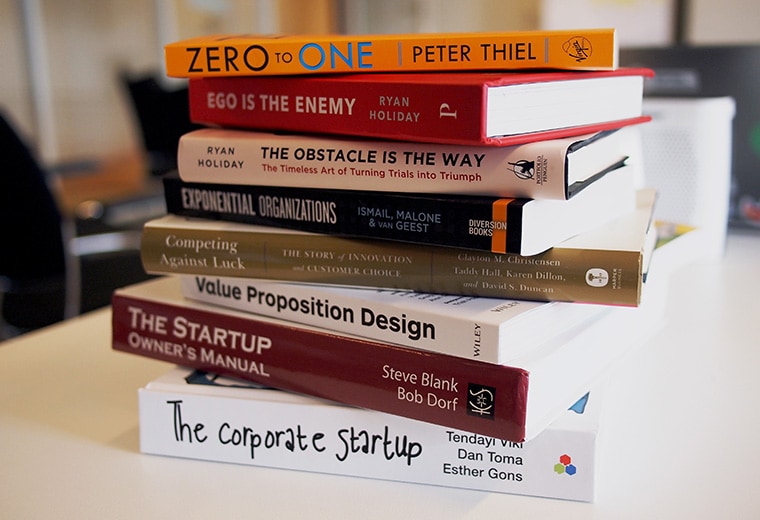 ZERO TO ONE | PETER THIEL
EGO IS THE ENEMY RYAN HOLIDAY P
RYAN HOLIDAY
THE OBSTACLE IS THE WAY
The Timeless Art of Turning Trials into Triumph
PORTFOLIO PENGUIN
EXPONENTIAL ORGANIZATIONS
ISMAIL, MALONE
& VAN GEEST
DIVERSION
BOOKS
Competing
Against Luck
THE STORY OF INNOVATION
and CUSTOMER CHOICE
Clayton M. Christensen
Taddy Hall, Karen Dillon,
and David S. Duncan
HARPER
Value Proposition Design
WILEY
THE STARTUP
OWNER'S MANUAL
Steve Blank
Bob Dorf
K&S
The corporate startup
Tendayi Viki
Dan Toma
Esther Gons